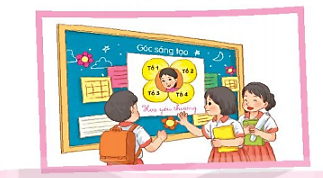 Góc sáng tạo
Tổ 1
Tổ 2
Tổ 3
Tổ 4
Hoa yêu thương